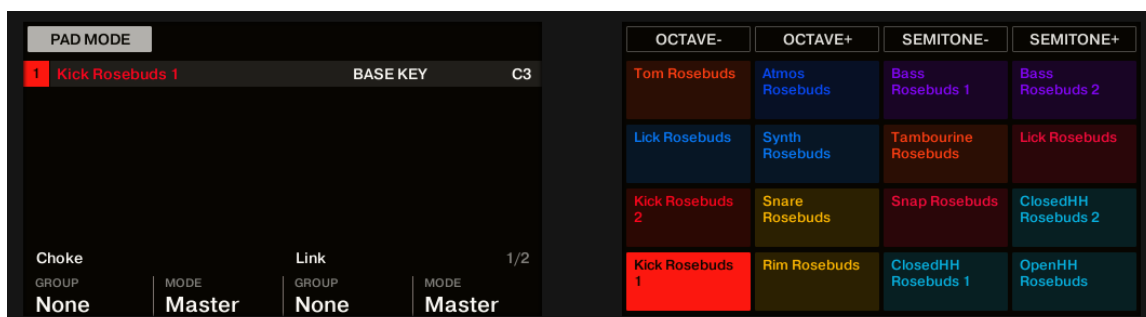 PAD MODE
1 Kick Rosebuds 1 BASE KEY C3
Choke Link 1/2
GROUP MODE GROUP MODE
None Master None Master
OCTAVE- OCTAVE+ SEMITONE- SEMITONE+
Tom Rosebuds
Atmos
Rosebuds
Bass
Rosebuds 1
Bass
Rosebuds 2
Lick Rosebuds
Synth
Rosebuds
Tambourine
Rosebuds
Lick Rosebuds
Kick Rosebuds
2
Snare
Rosebuds
Snap Rosebuds
ClosedHH
Rosebuds 2
Kick Rosebuds
1
Rim Rosebuds
ClosedHH
Rosebuds 1
OpenHH
Rosebuds